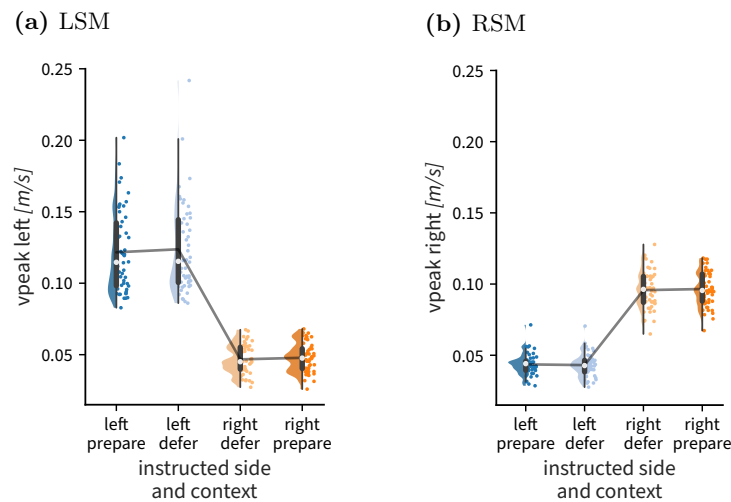 (a) LSM
0.25
0.20
0.15
0.10
0.05
vpeak left [m/s]
left prepare
left defer
right defer
right prepare
instructed side
and context
(b) RSM
0.25
0.20
0.15
0.10
0.05
vpeak right [m/s]
left prepare
left defer
right defer
right prepare
instructed side
and context